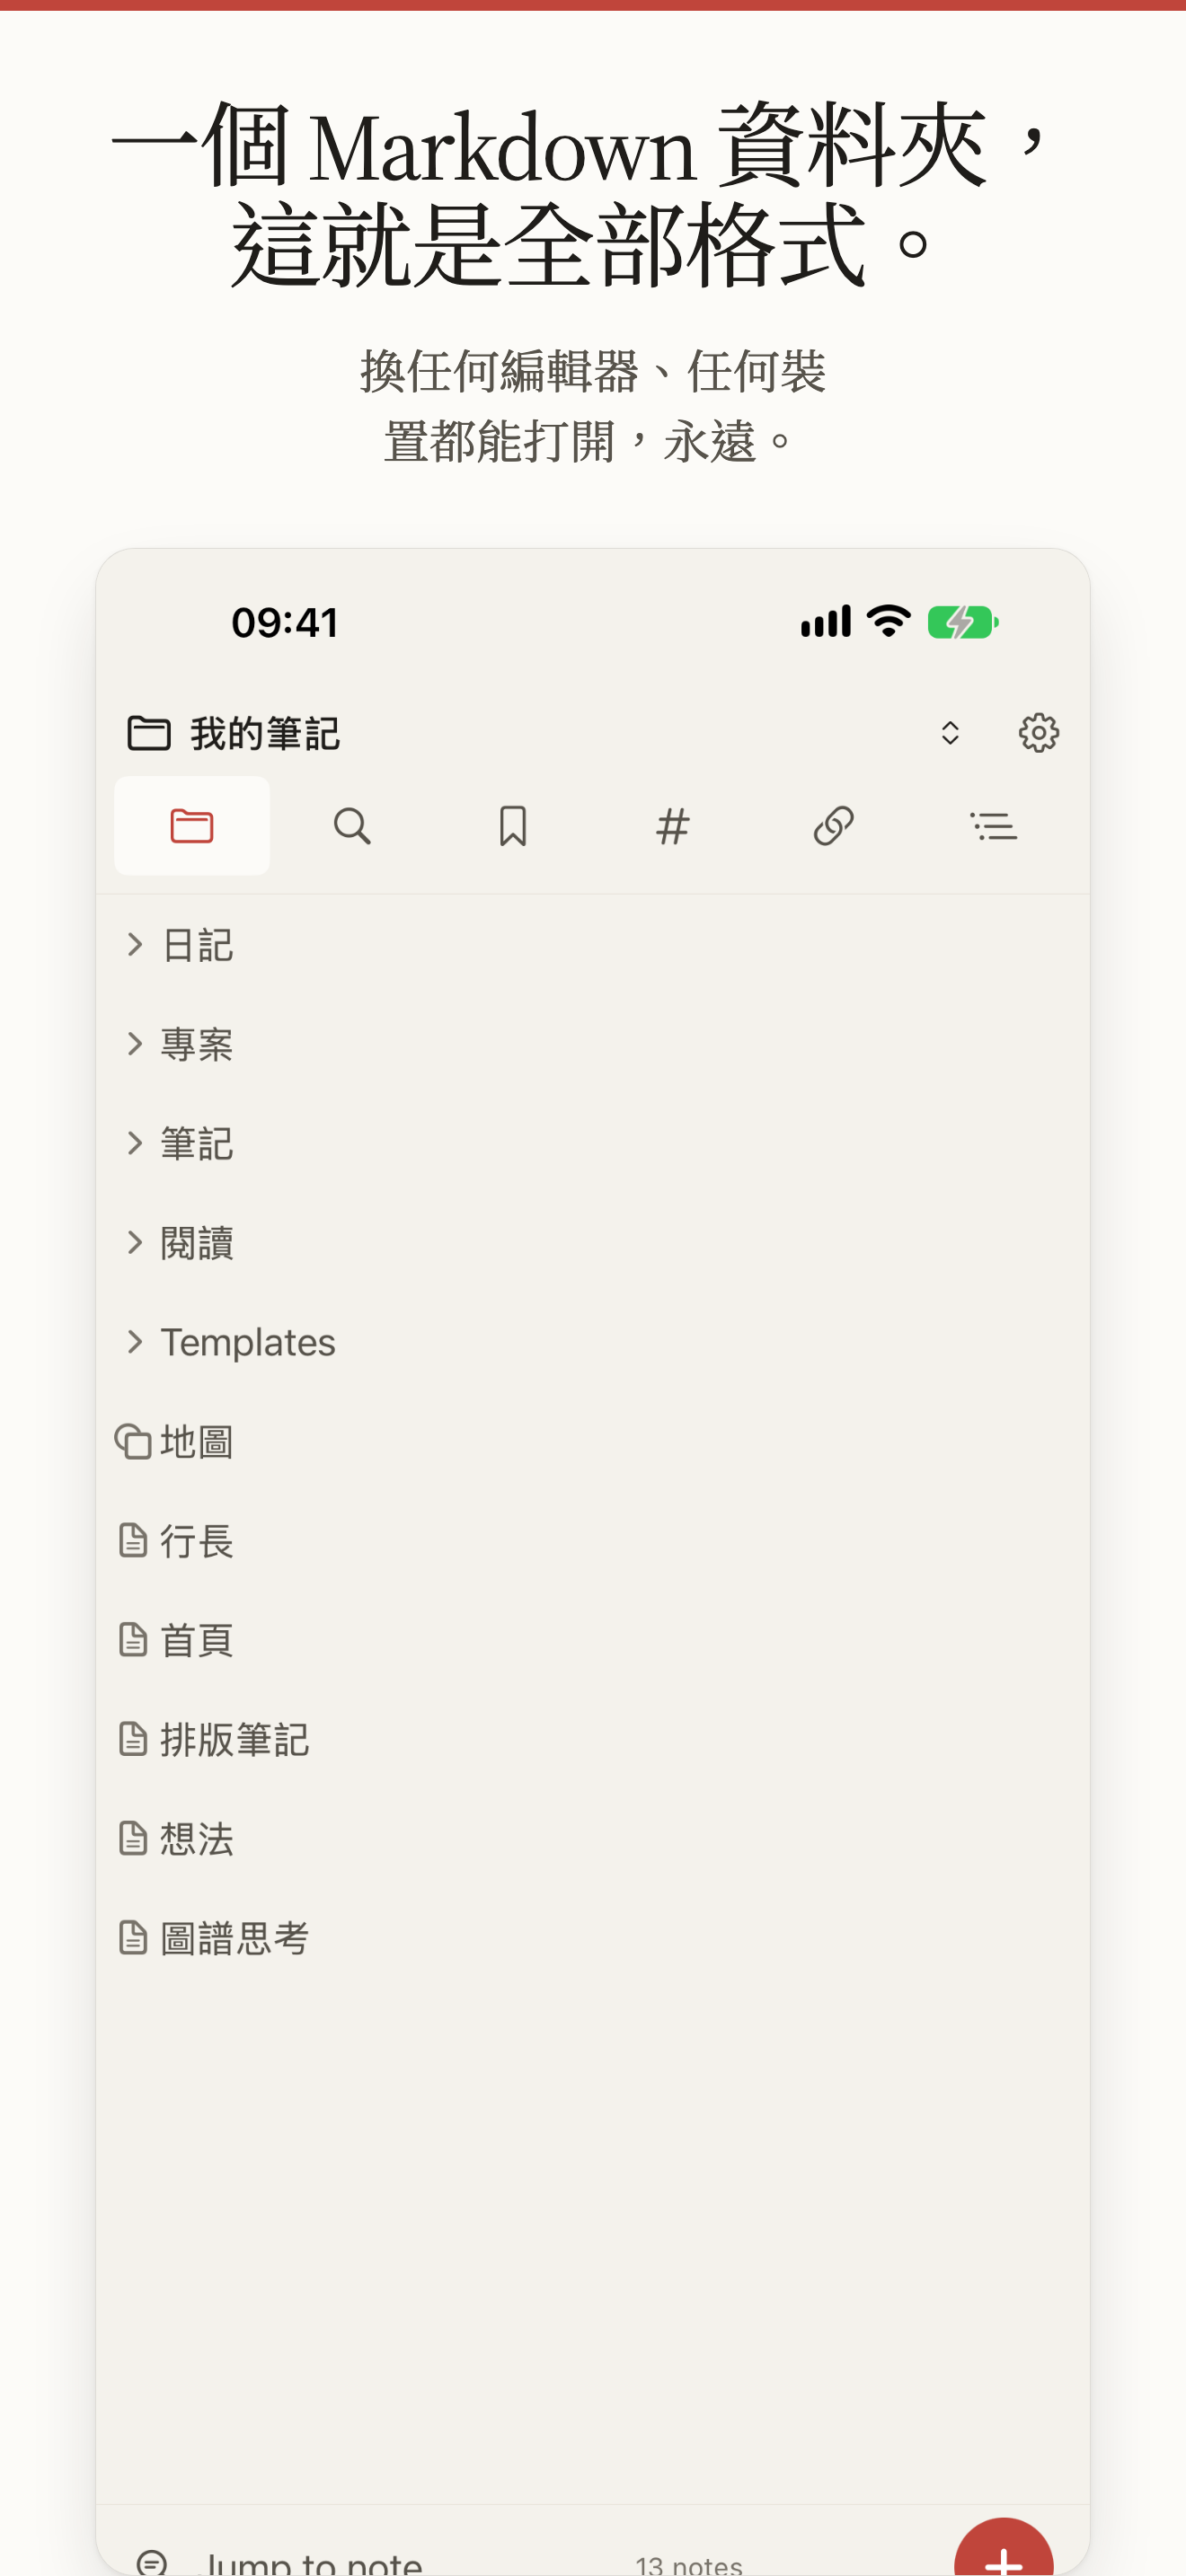 一個 Markdown 資料夾，
這就是全部格式。
換任何編輯器、任何裝
置都能打開，永遠。
09:41
我的筆記
日記
專案
筆記
閱讀
Templates
地圖
行長
首頁
排版筆記
想法
圖譜思考
Jump to note 13 notes